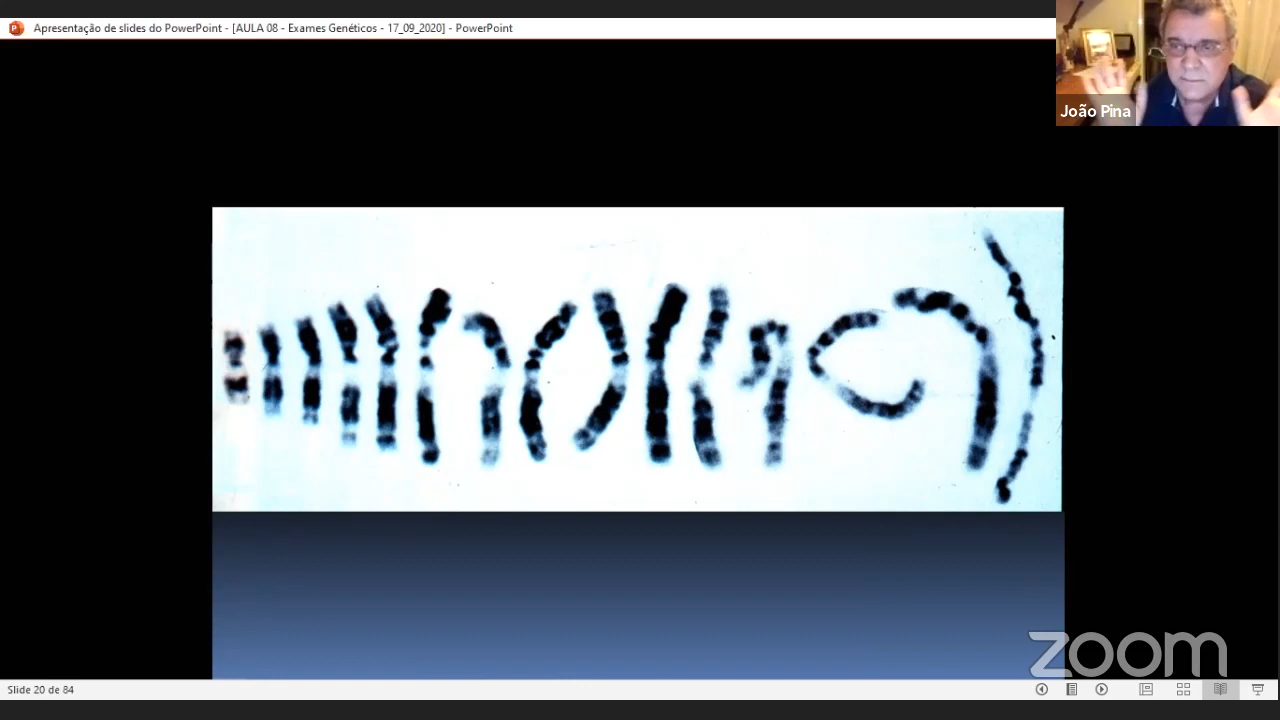 Apresentação de slides do PowerPoint - [AULA 08 - Exames Genéticos - 17_09_2020] - PowerPoint
João Pina
zoom
Slide 20 de 84